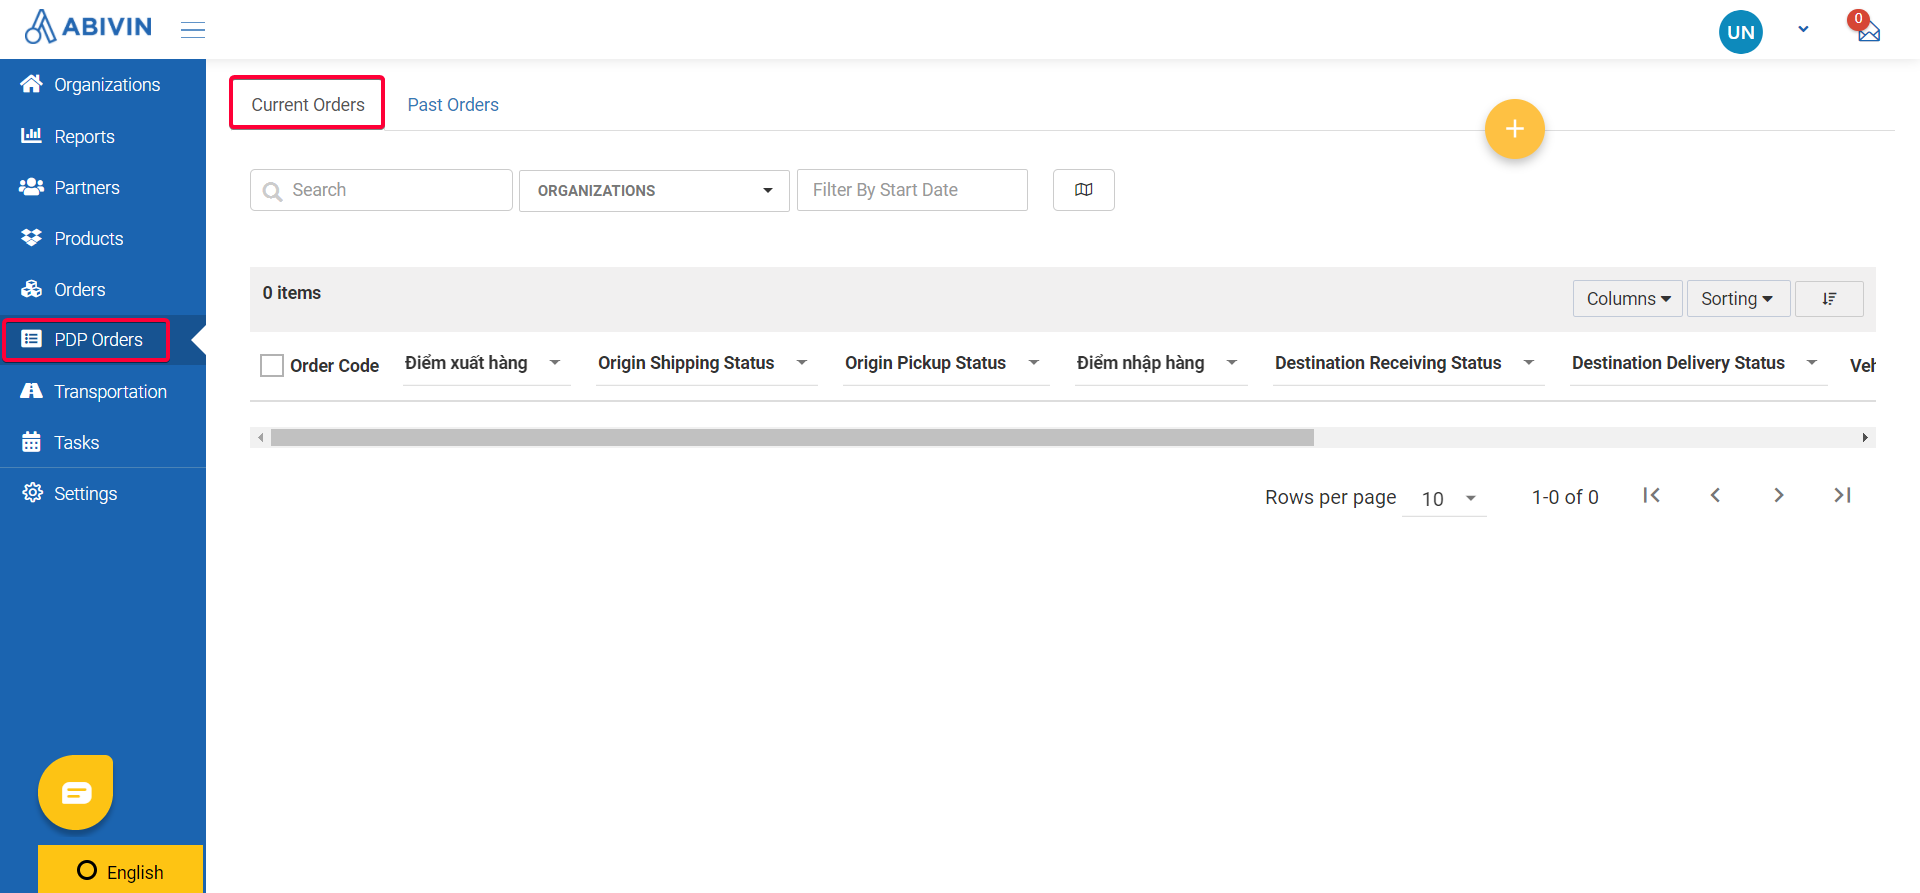 ABIVIN
UN
0
Organizations
Reports
Partners
Products
Orders
PDP Orders
Transportation
Tasks
Settings
English
Current Orders Past Orders
+
Search ORGANIZATIONS Filter By Start Date
0 items Columns Sorting
Order Code Điểm xuất hàng Origin Shipping Status Origin Pickup Status Điểm nhập hàng Destination Receiving Status Destination Delivery Status Veh
Rows per page 10 1-0 of 0